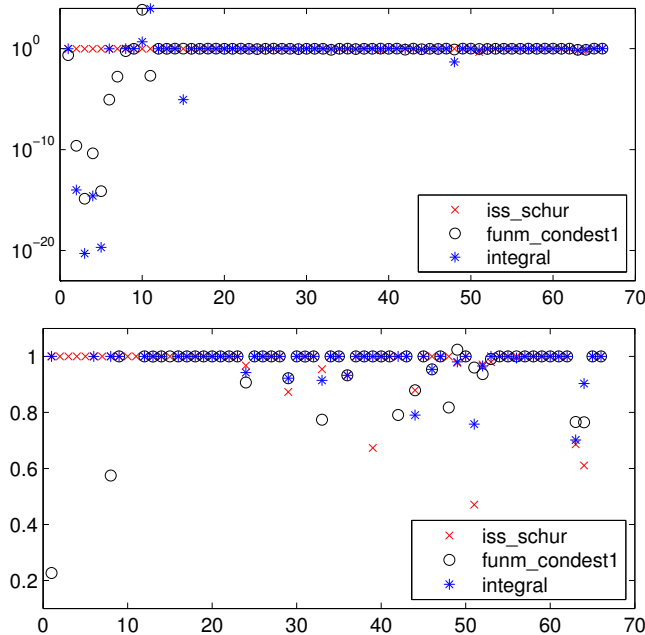 10^0
10^-10
10^-20
iss_schur
funm_condest1
integral
0 10 20 30 40 50 60 70
1
0.8
0.6
0.4
0.2
iss_schur
funm_condest1
integral
0 10 20 30 40 50 60 70